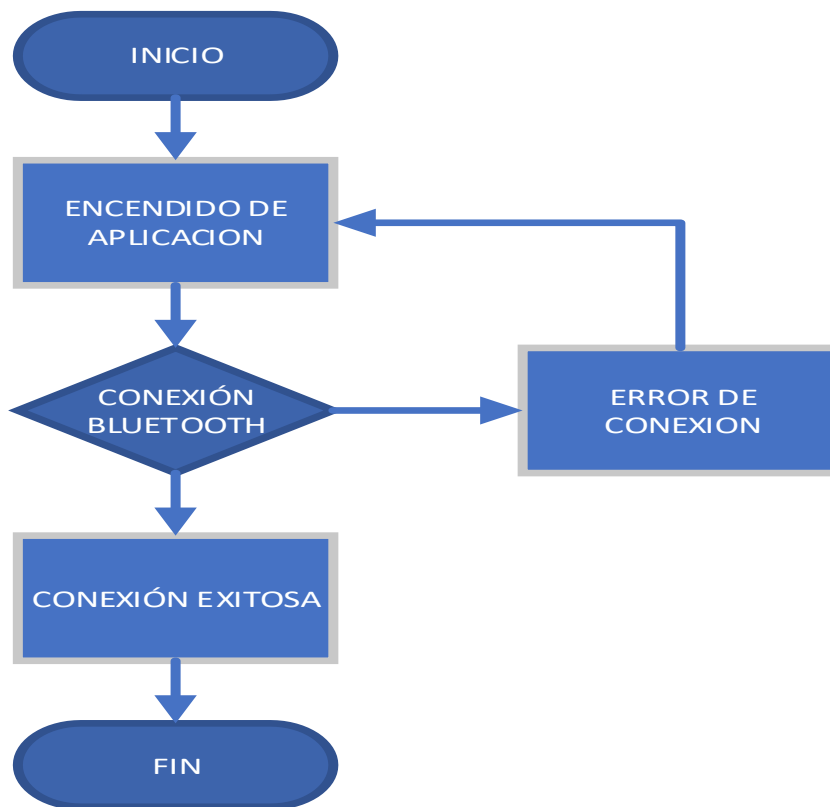 INICIO
ENCENDIDO DE
APLICACION
CONEXIÓN
BLUETOOTH
ERROR DE
CONEXION
CONEXIÓN EXITOSA
FIN